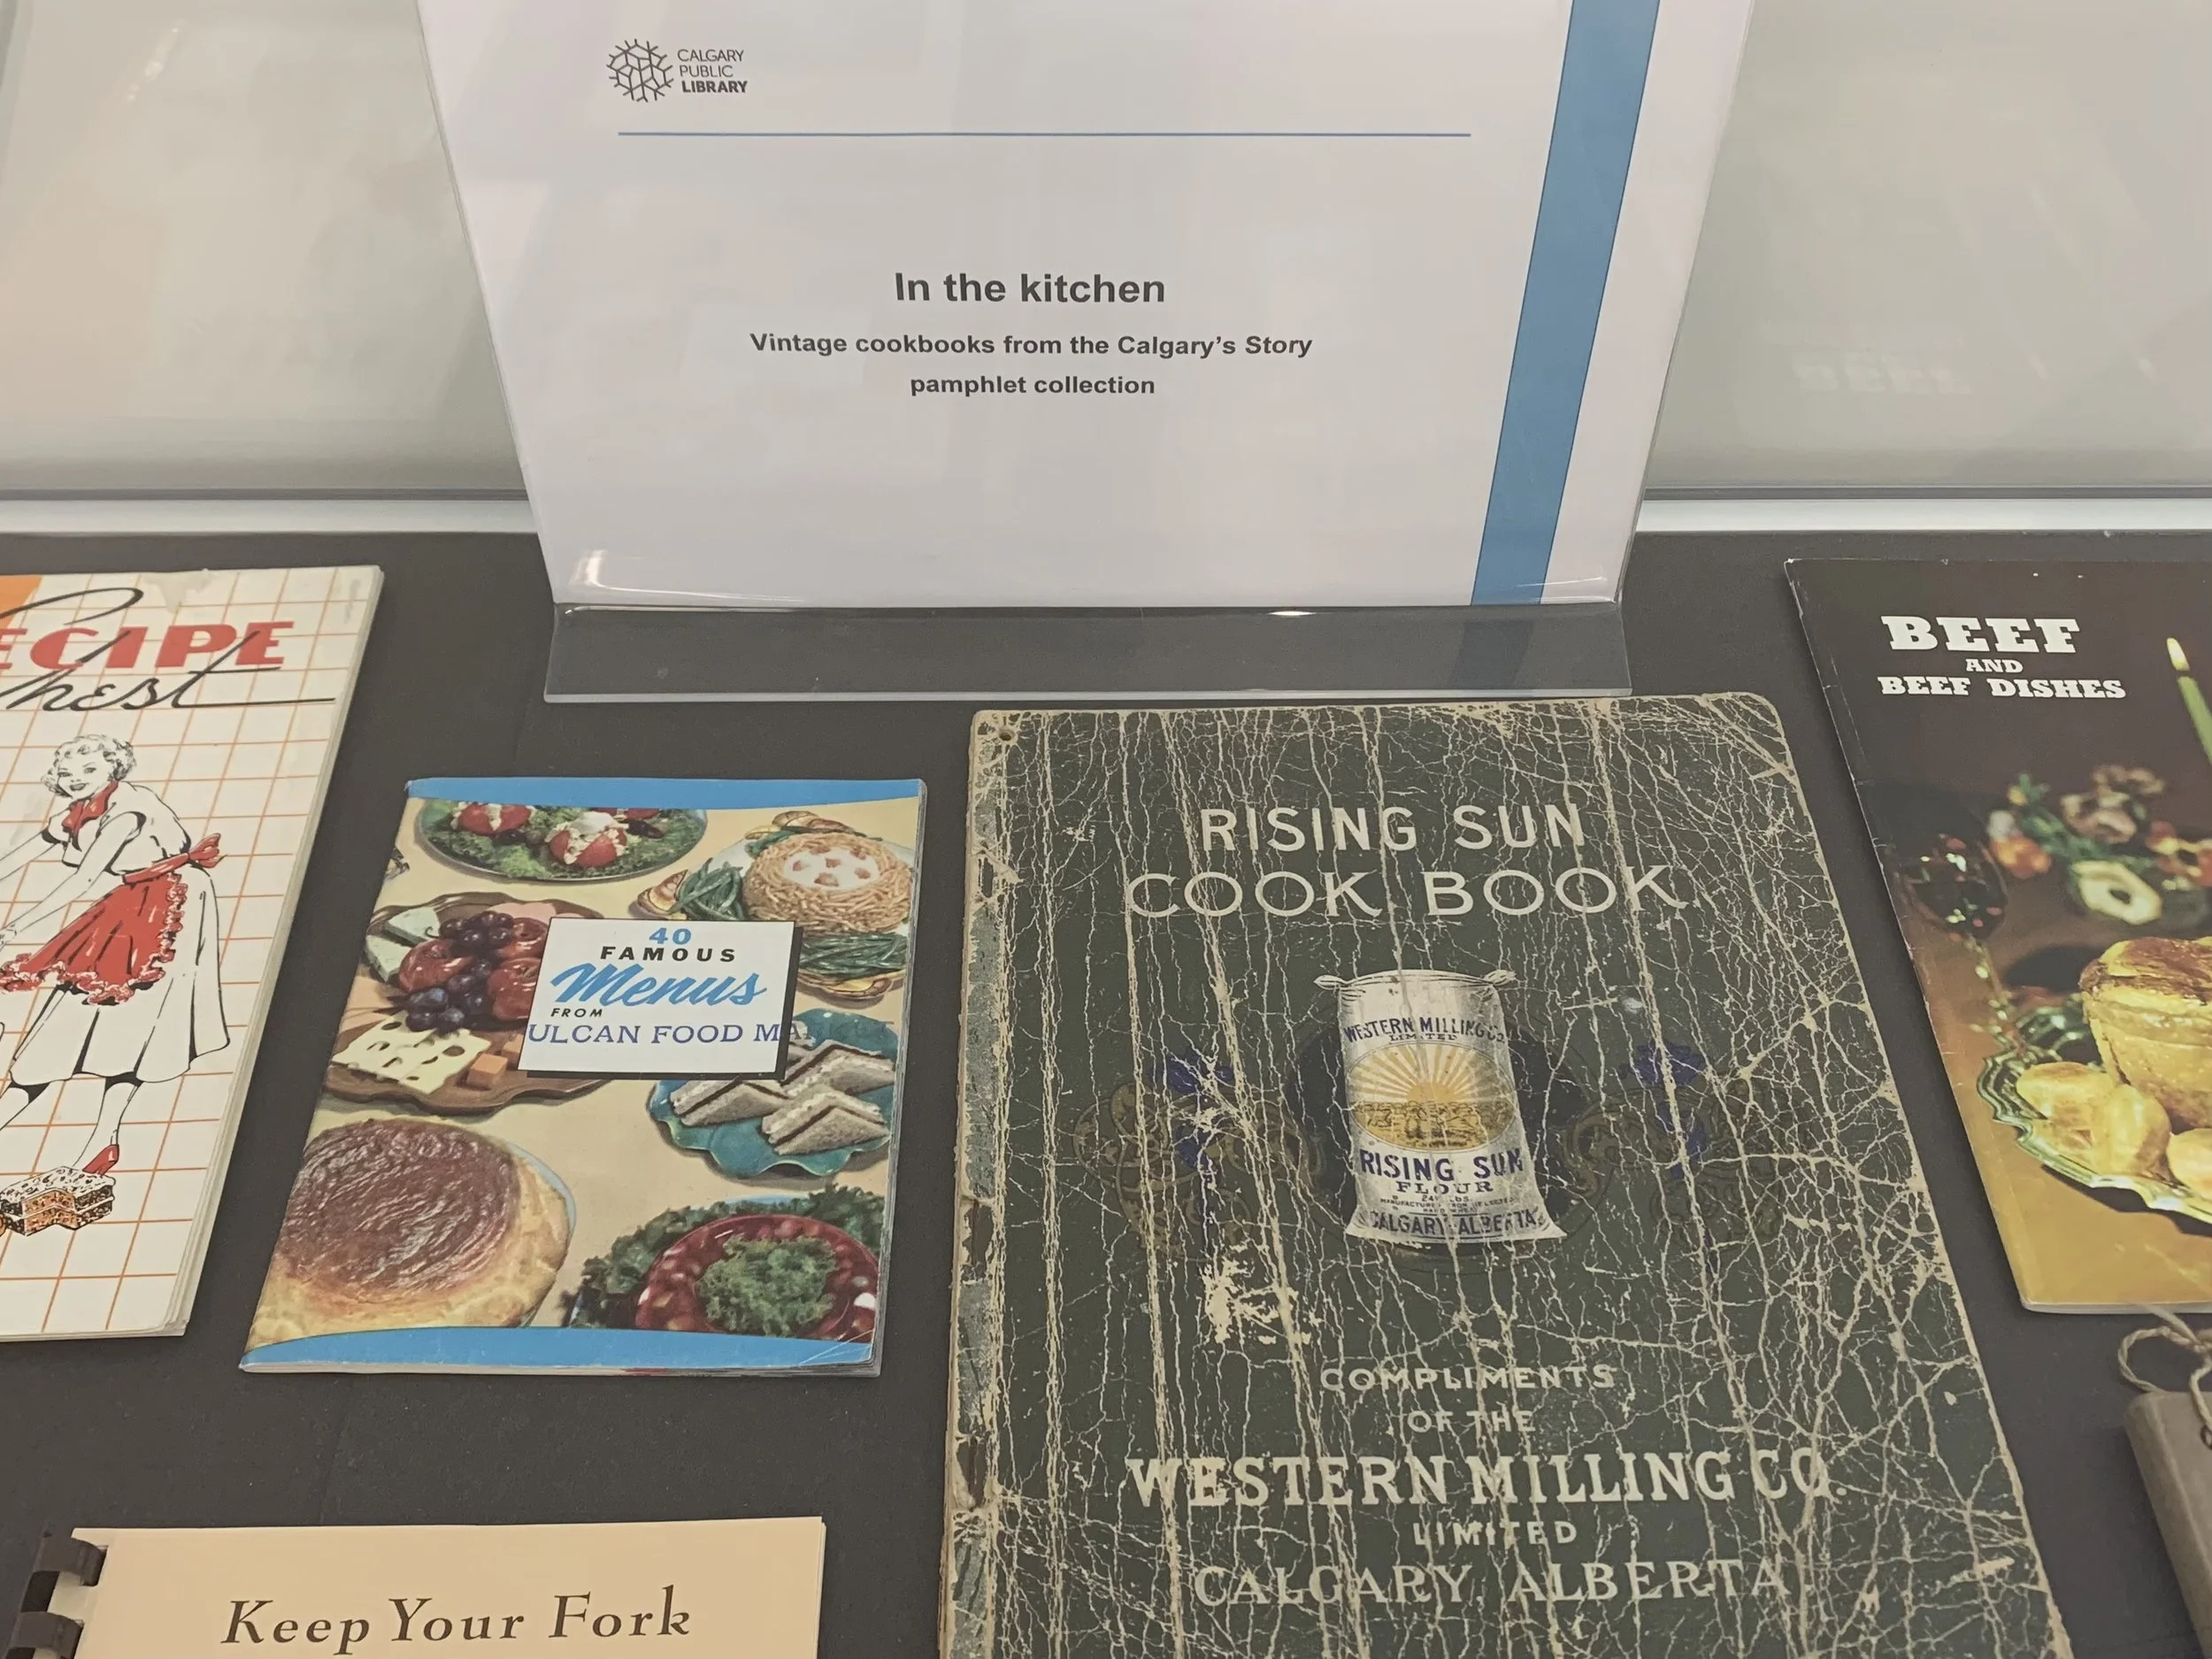 CALGARY
PUBLIC
LIBRARY
In the kitchen
Vintage cookbooks from the Calgary's Story
pamphlet collection
ECIPE
Chest
40
FAMOUS
Menus
FROM
ULCAN FOOD MA
Keep Your Fork
RISING SUN
COOK BOOK
WESTERN MILLING CO.
LIMITED
RISING SUN
FLOUR
CALGARY ALBERTA
COMPLIMENTS
OF THE
WESTERN MILLING CO.
LIMITED
CALGARY, ALBERTA
BEEF
AND
BEEF DISHES